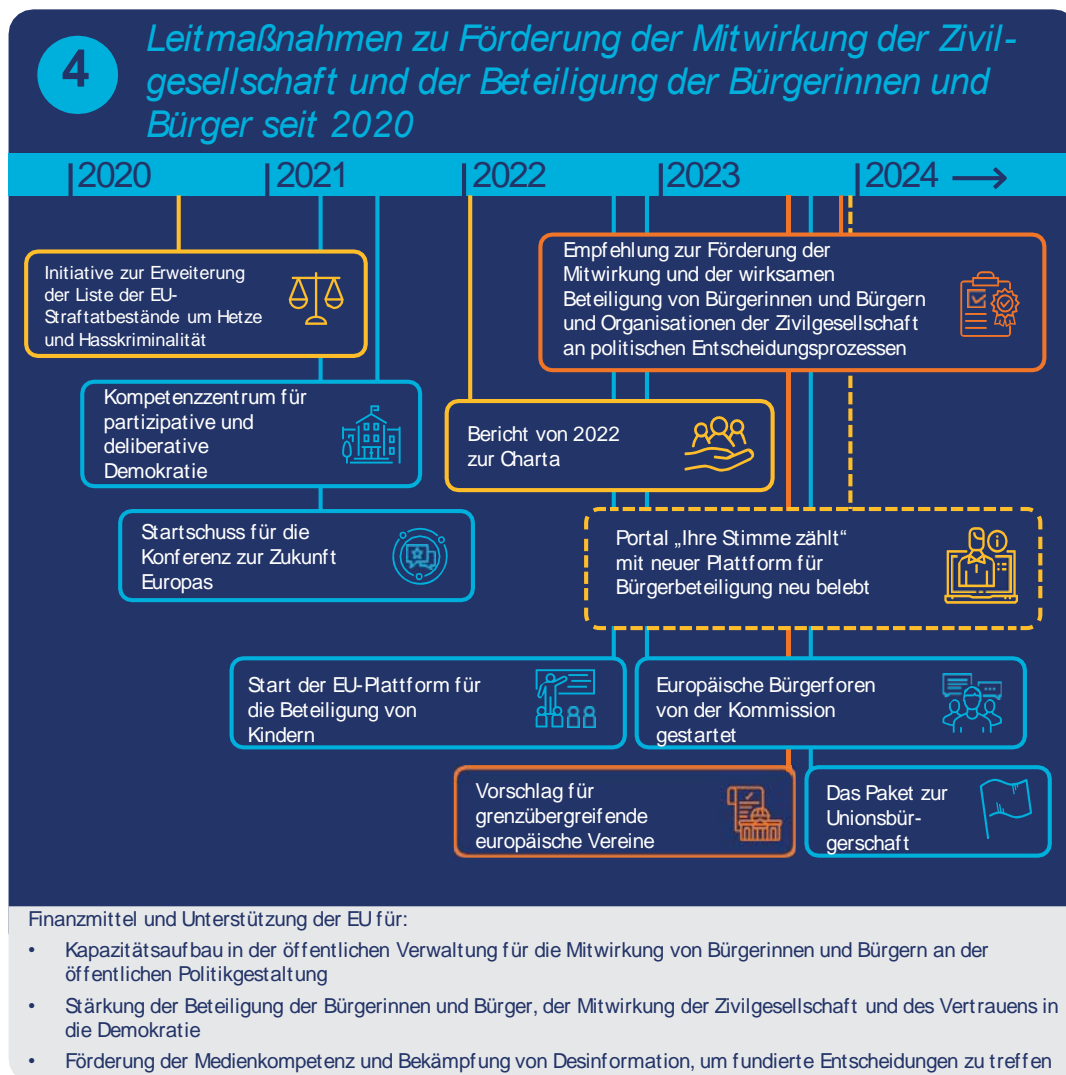 4
Leitmaßnahmen zu Förderung der Mitwirkung der Zivil-
gesellschaft und der Beteiligung der Bürgerinnen und
Bürger seit 2020
2020
2021
2022
2023
2024
Initiative zur Erweiterung
der Liste der EU-
Straftatbestände um Hetze
und Hasskriminalität
Empfehlung zur Förderung der
Mitwirkung und der wirksamen
Beteiligung von Bürgerinnen und Bürgern
und Organisationen der Zivilgesellschaft
an politischen Entscheidungsprozessen
Kompetenzzentrum für
partizipative und
deliberative
Demokratie
Bericht von 2022
zur Charta
Startschuss für die
Konferenz zur Zukunft
Europas
Portal „Ihre Stimme zählt“
mit neuer Plattform für
Bürgerbeteiligung neu belebt
Start der EU-Plattform für
die Beteiligung von
Kindern
Europäische Bürgerforen
von der Kommission
gestartet
Vorschlag für
grenzübergreifende
europäische Vereine
Das Paket zur
Unionsbür-
gerschaft
Finanzmittel und Unterstützung der EU für:
• Kapazitätsaufbau in der öffentlichen Verwaltung für die Mitwirkung von Bürgerinnen und Bürgern an der
öffentlichen Politikgestaltung
• Stärkung der Beteiligung der Bürgerinnen und Bürger, der Mitwirkung der Zivilgesellschaft und des Vertrauens in
die Demokratie
• Förderung der Medienkompetenz und Bekämpfung von Desinformation, um fundierte Entscheidungen zu treffen